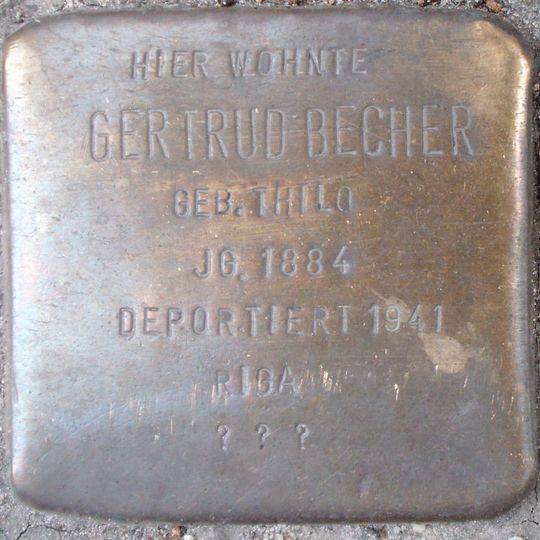 HIER WOHNTE
GERTRUD BECHER
GEB. THILO
JG. 1884
DEPORTIERT 1941
RIGA
? ? ?